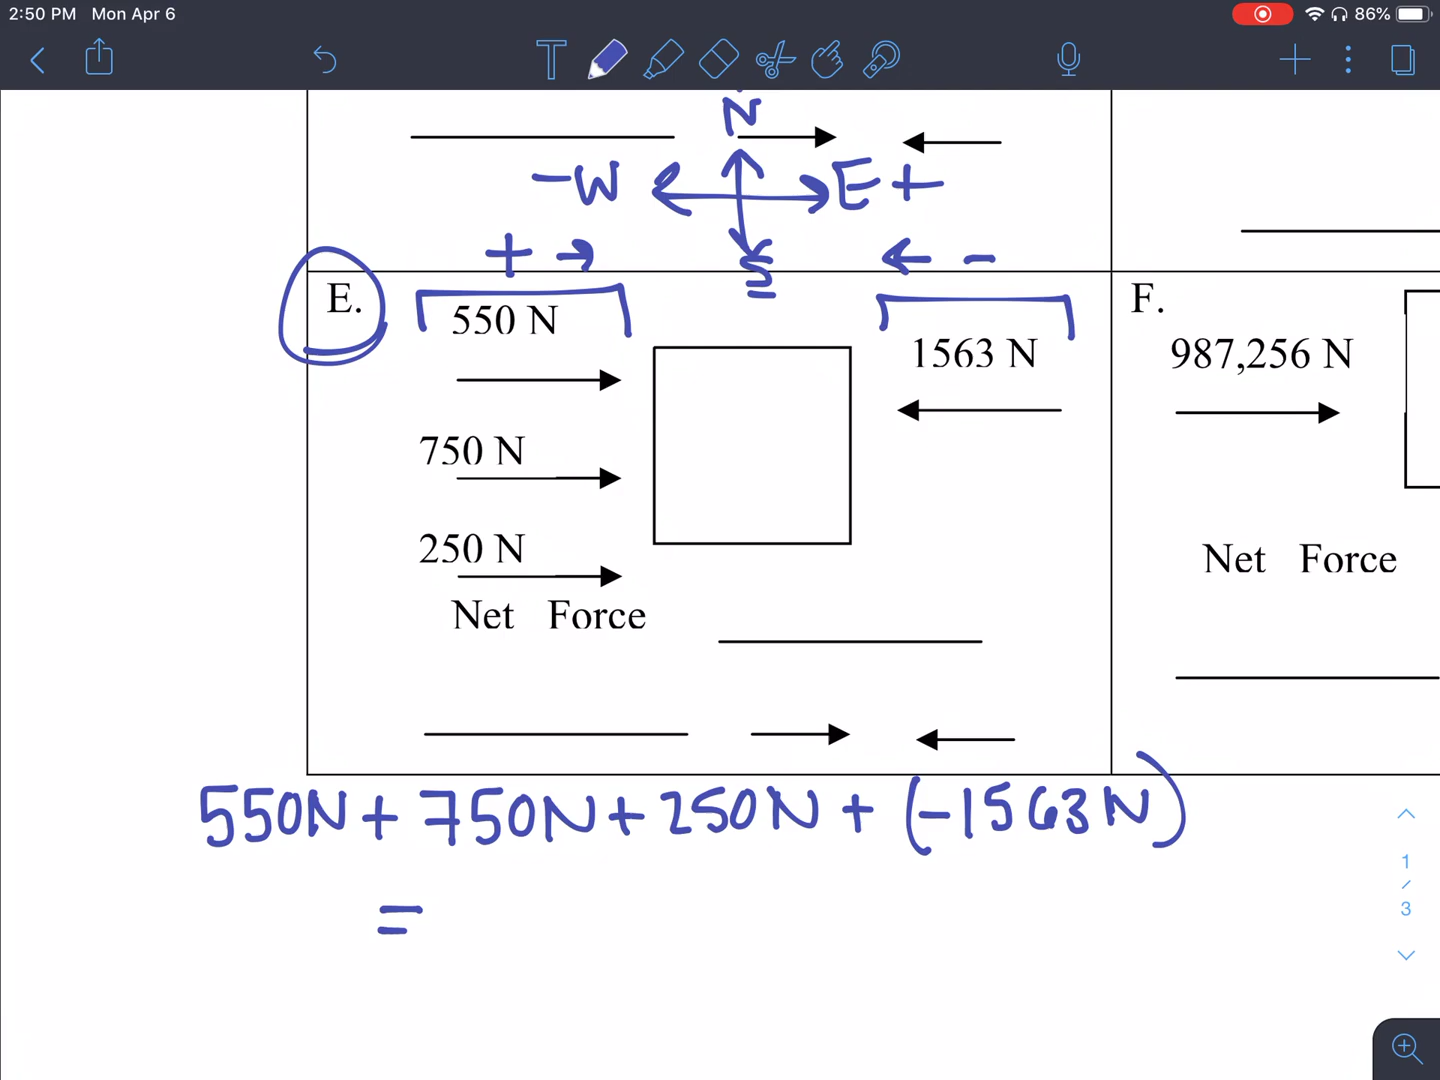 2:50 PM Mon Apr 6
86%
T
N
-W E+
+ → S ← -
E. 550 N 1563 N F. 987,256 N
750 N
250 N
Net Force
Net Force
550N + 750N + 250N + (-1563N)
=
1
/
3